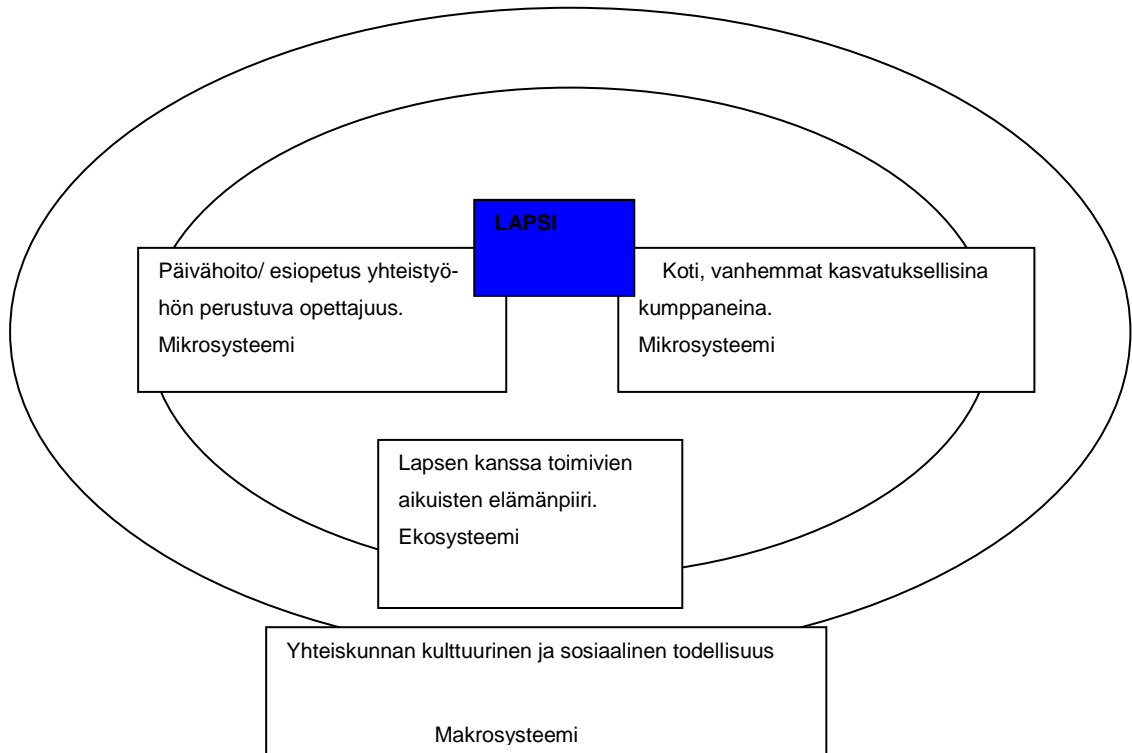 LAPSI
Päivähoito/ esiopetus yhteistyö-
hön perustuva opettajuus.
Mikrosysteemi
Koti, vanhemmat kasvatuksellisina
kumppaneina.
Mikrosysteemi
Lapsen kanssa toimivien
aikuisten elämänpiiri.
Ekosysteemi
Yhteiskunnan kulttuurinen ja sosiaalinen todellisuus
Makrosysteemi